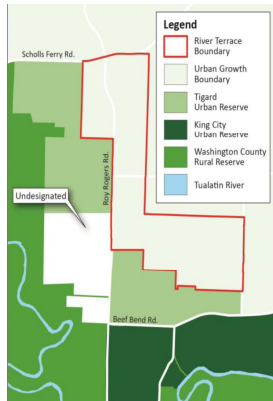 Legend
River Terrace
Boundary
Urban Growth
Boundary
Tigard
Urban Reserve
King City
Urban Reserve
Washington County
Rural Reserve
Tualatin River
Scholls Ferry Rd.
Roy Rogers Rd.
Undesignated
Beef Bend Rd.